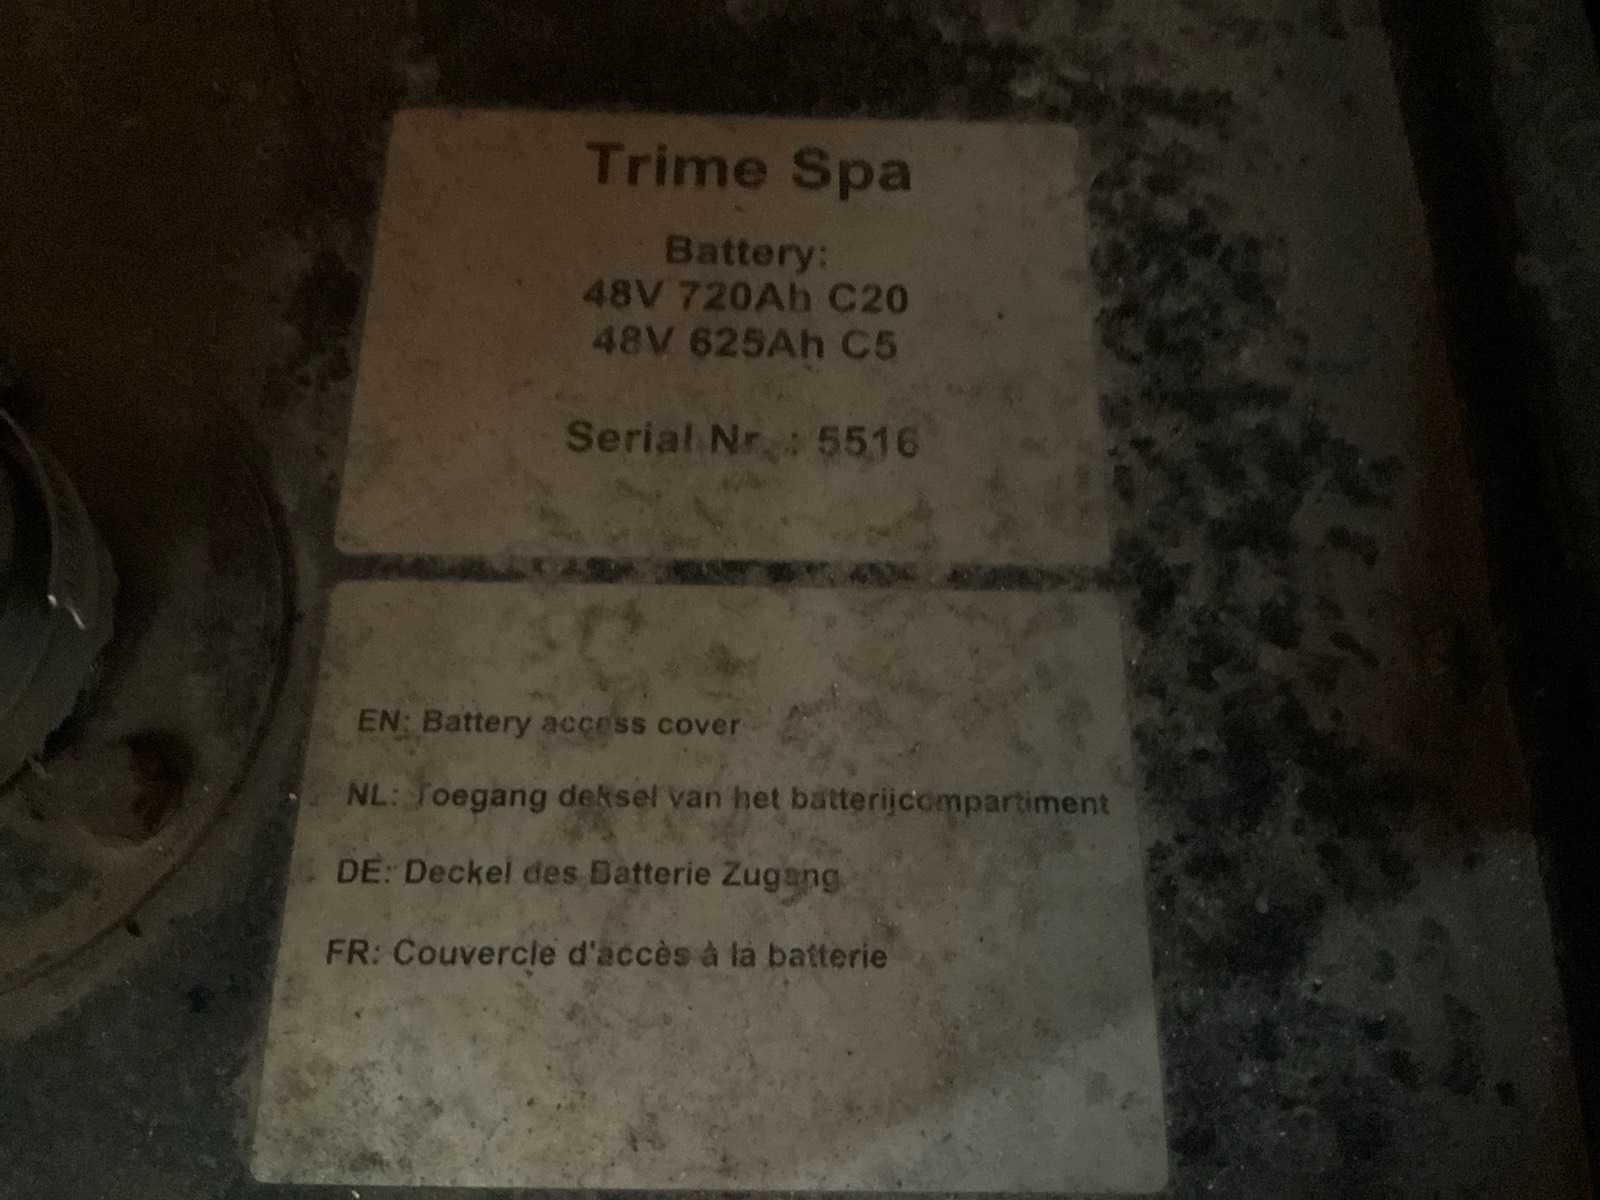 Trime Spa
Battery:
48V 720Ah C20
48V 625Ah C5
Serial Nr. : 5516
EN: Battery access cover
NL: Toegang deksel van het batterijcompartiment
DE: Deckel des Batterie Zugang
FR: Couvercle d'accès à la batterie